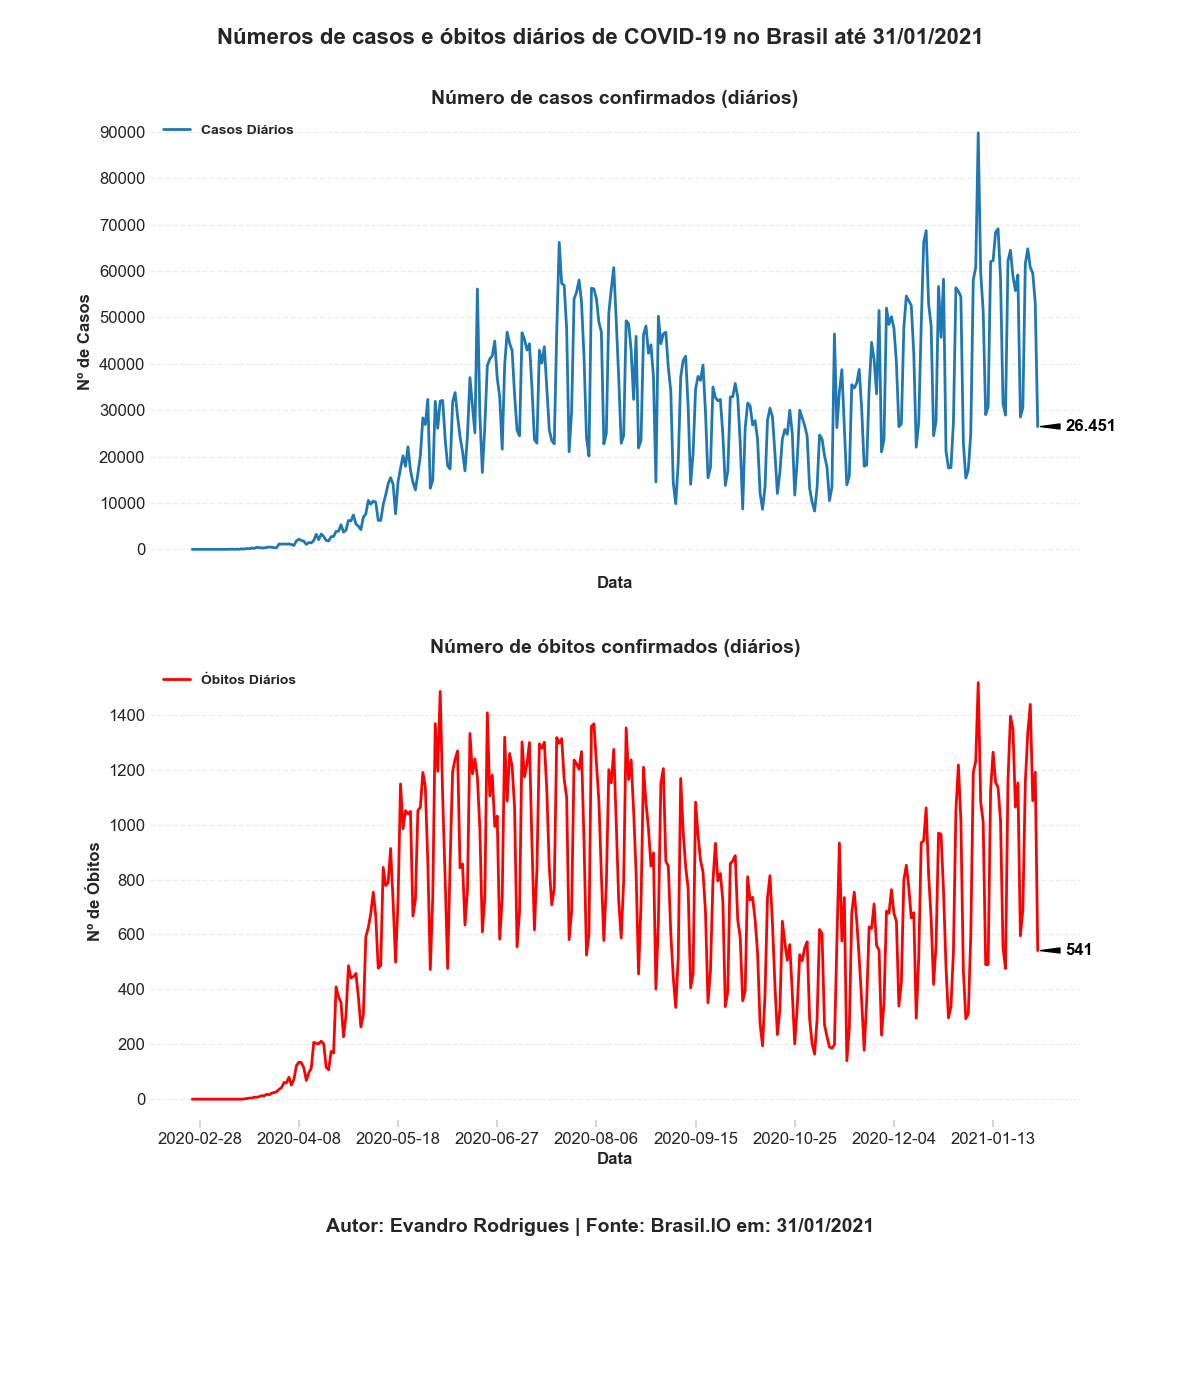 Números de casos e óbitos diários de COVID-19 no Brasil até 31/01/2021
Número de casos confirmados (diários)
Casos Diários
90000
80000
70000
60000
50000
40000
30000
20000
10000
0
Nº de Casos
26.451
Data
Número de óbitos confirmados (diários)
Óbitos Diários
1400
1200
1000
800
600
400
200
0
Nº de Óbitos
541
2020-02-28 2020-04-08 2020-05-18 2020-06-27 2020-08-06 2020-09-15 2020-10-25 2020-12-04 2021-01-13
Data
Autor: Evandro Rodrigues | Fonte: Brasil.IO em: 31/01/2021